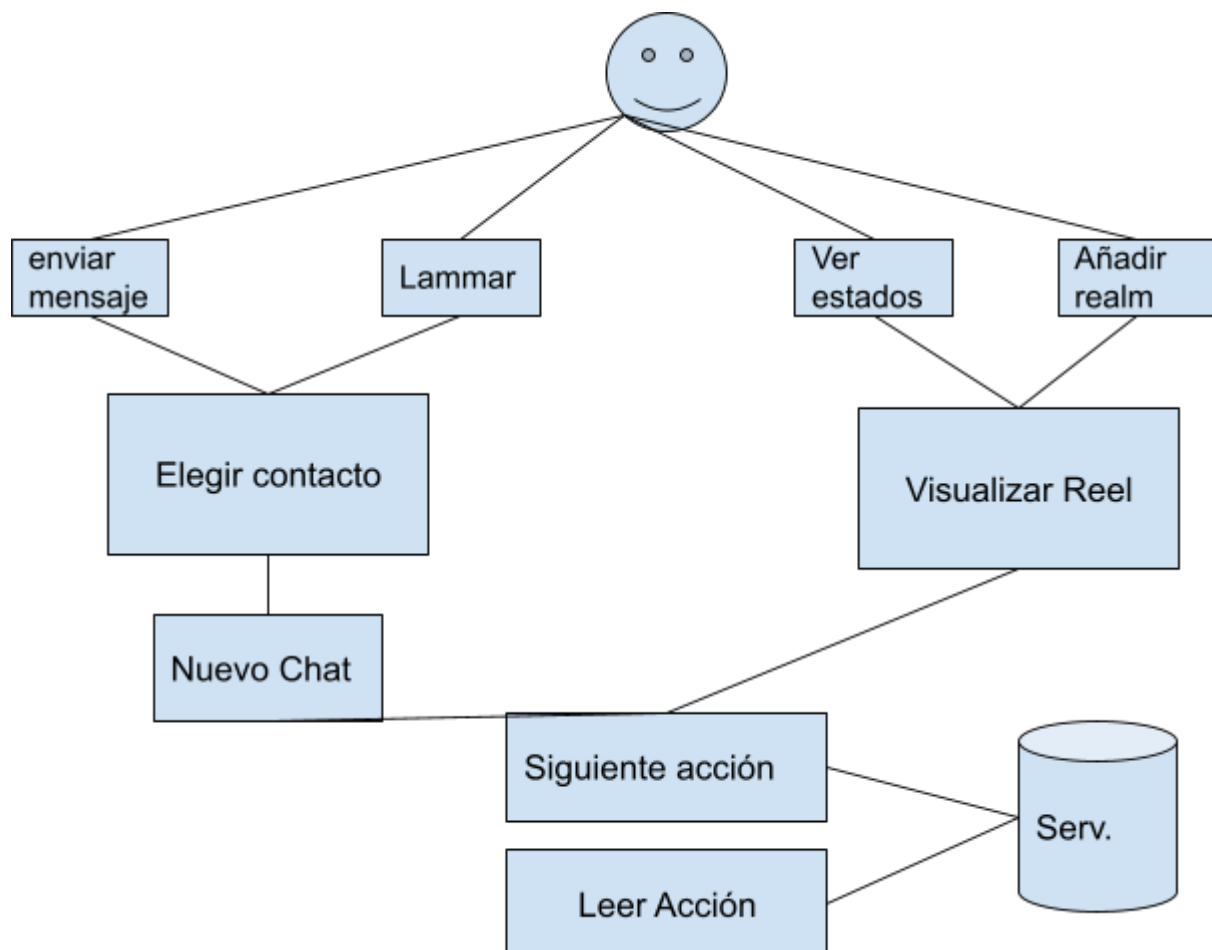 enviar
mensaje
Lammar
Ver
estados
Añadir
realm
Elegir contacto
Visualizar Reel
Nuevo Chat
Siguiente acción
Serv.
Leer Acción